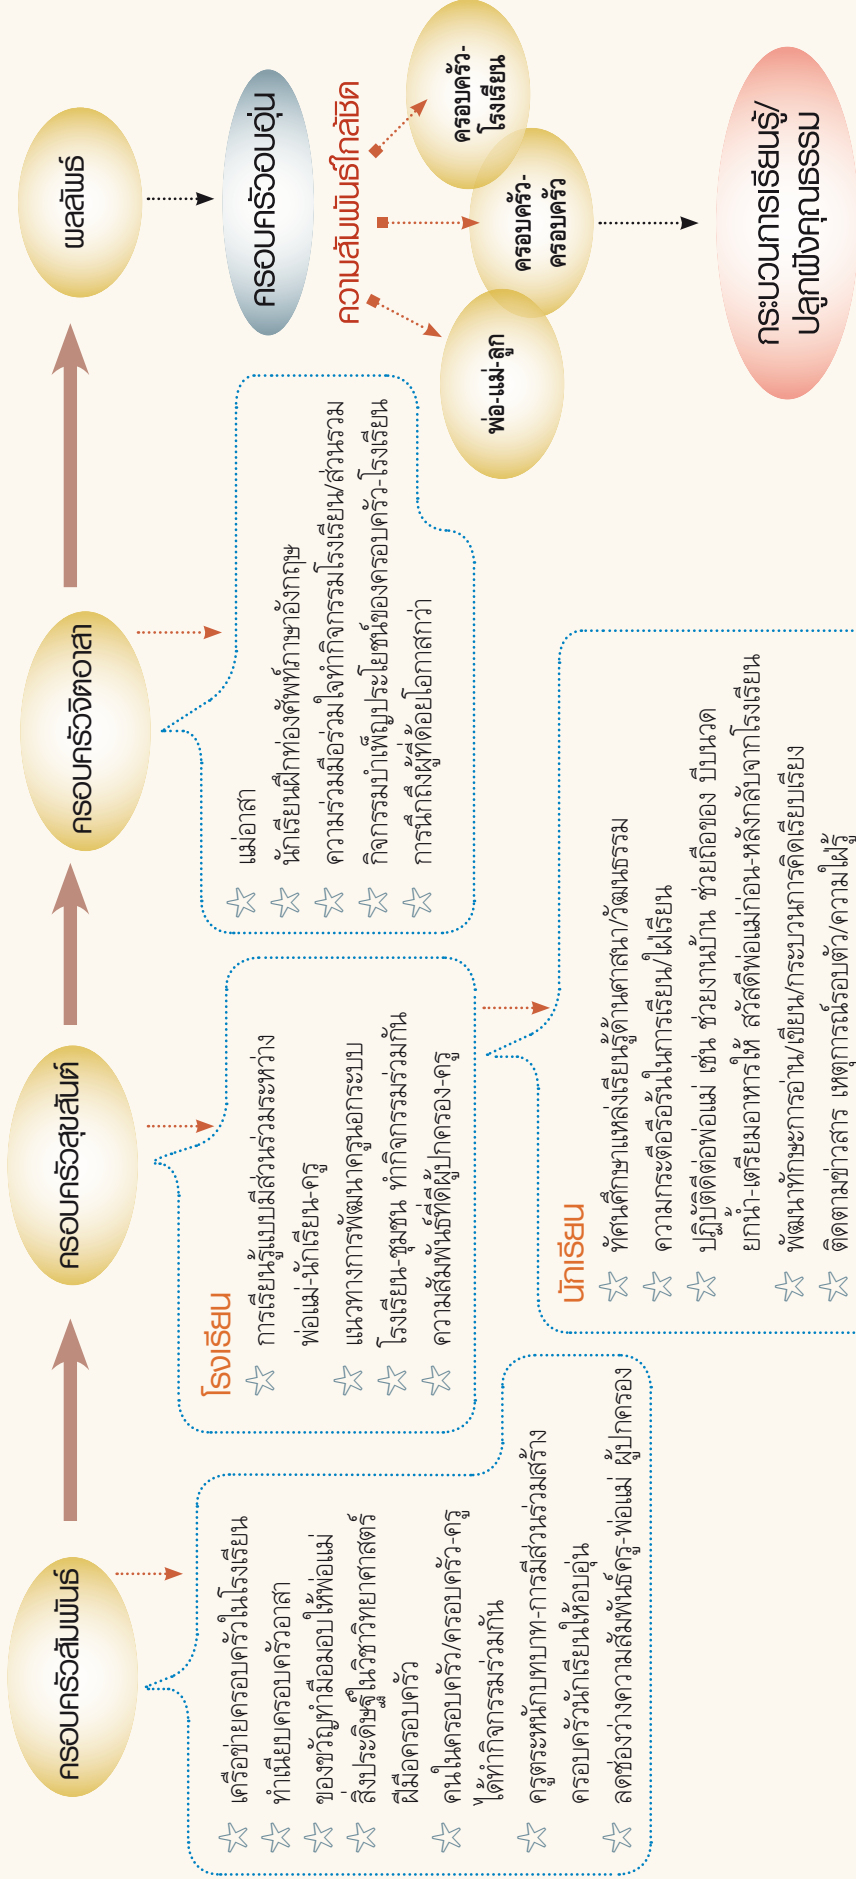 ครอบครัวสัมพันธ์
เครือข่ายครอบครัวในโรงเรียน
ทำเนียบครอบครัวอาสา
ของขวัญทำมือมอบให้พ่อแม่
สิ่งประดิษฐ์ในวิชาวิทยาศาสตร์
ฝีมือครอบครัว
คนในครอบครัว/ครอบครัว-ครู
ได้ทำกิจกรรมร่วมกัน
ครูตระหนักบทบาท-การมีส่วนร่วมสร้าง
ครอบครัวนักเรียนให้อบอุ่น
ลดช่องว่างความสัมพันธ์ครู-พ่อแม่ ผู้ปกครอง
ครอบครัวสุขสันต์
โรงเรียน
การเรียนรู้แบบมีส่วนร่วมระหว่าง
พ่อแม่-นักเรียน-ครู
แนวทางการพัฒนาครูนอกระบบ
โรงเรียน-ชุมชน ทำกิจกรรมร่วมกัน
ความสัมพันธ์ที่ดีผู้ปกครอง-ครู
นักเรียน
ทัศนศึกษาแหล่งเรียนรู้ด้านศาสนา/วัฒนธรรม
ความกระตือรือร้นในการเรียน/ใฝ่เรียน
ปฏิบัติดีต่อพ่อแม่ เช่น ช่วยงานบ้าน ช่วยถือของ บีบนวด
ยกน้ำ-เตรียมอาหารให้ สวัสดีพ่อแม่ก่อน-หลังกลับจากโรงเรียน
พัฒนาทักษะการอ่าน/เขียน/กระบวนการคิดเรียบเรียง
ติดตามข่าวสาร เหตุการณ์รอบตัว/ความใฝ่รู้
ครอบครัวจิตอาสา
แม่อาสา
นักเรียนฝึกท่องศัพท์ภาษาอังกฤษ
ความร่วมมือร่วมใจทำกิจกรรมโรงเรียน/ส่วนรวม
กิจกรรมบำเพ็ญประโยชน์ของครอบครัว-โรงเรียน
การนึกถึงผู้ที่ด้อยโอกาสกว่า
ผลลัพธ์
ครอบครัวอบอุ่น
ความสัมพันธ์ใกล้ชิด
พ่อ-แม่-ลูก
ครอบครัว-
ครอบครัว
ครอบครัว-
โรงเรียน
กระบวนการเรียนรู้/
ปลูกฝังคุณธรรม